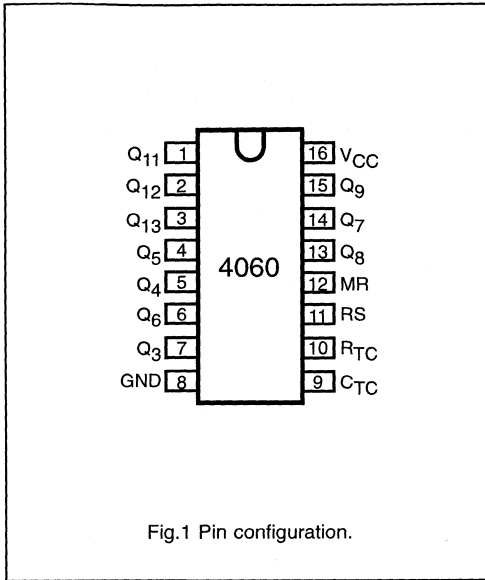 Q11 1 16 VCC
Q12 2 15 Q9
Q13 3 14 Q7
Q5 4 13 Q8
4060
Q4 5 12 MR
Q6 6 11 RS
Q3 7 10 RTC
GND 8 9 CTC
Fig.1 Pin configuration.